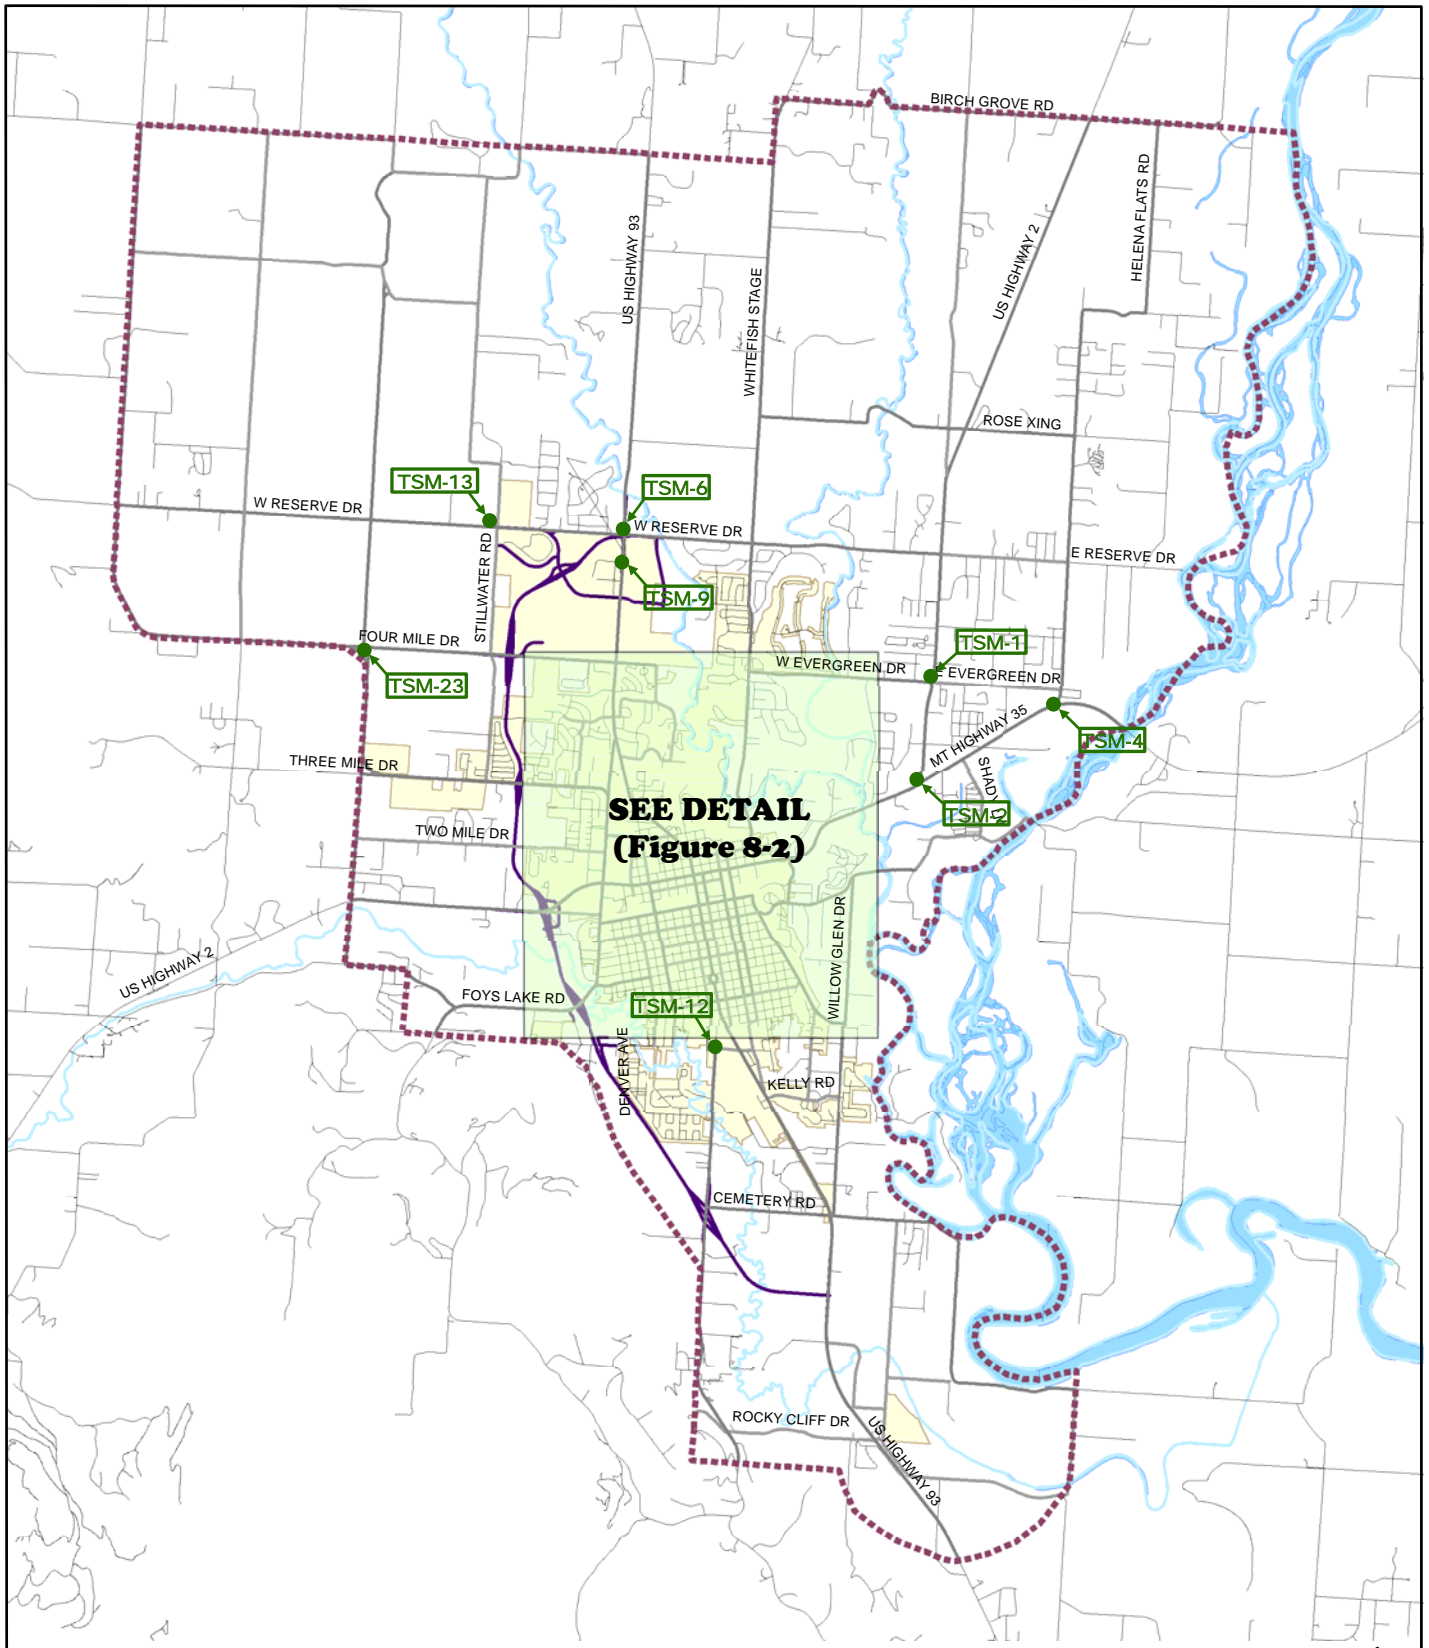 BIRCH GROVE RD
HELENA FLATS RD
US HIGHWAY 93
US HIGHWAY 2
WHITEFISH STAGE
ROSE XING
TSM-13
TSM-6
W RESERVE DR
W RESERVE DR
E RESERVE DR
STILLWATER RD
TSM-9
FOUR MILE DR
TSM-1
W EVERGREEN DR
E EVERGREEN DR
TSM-23
MT HIGHWAY 35
TSM-4
THREE MILE DR
SHADY
TSM-2
SEE DETAIL
(Figure 8-2)
TWO MILE DR
WILLOW GLEN DR
US HIGHWAY 2
FOYS LAKE RD
TSM-12
DENVER AVE
KELLY RD
CEMETERY RD
ROCKY CLIFF DR
US HIGHWAY 93